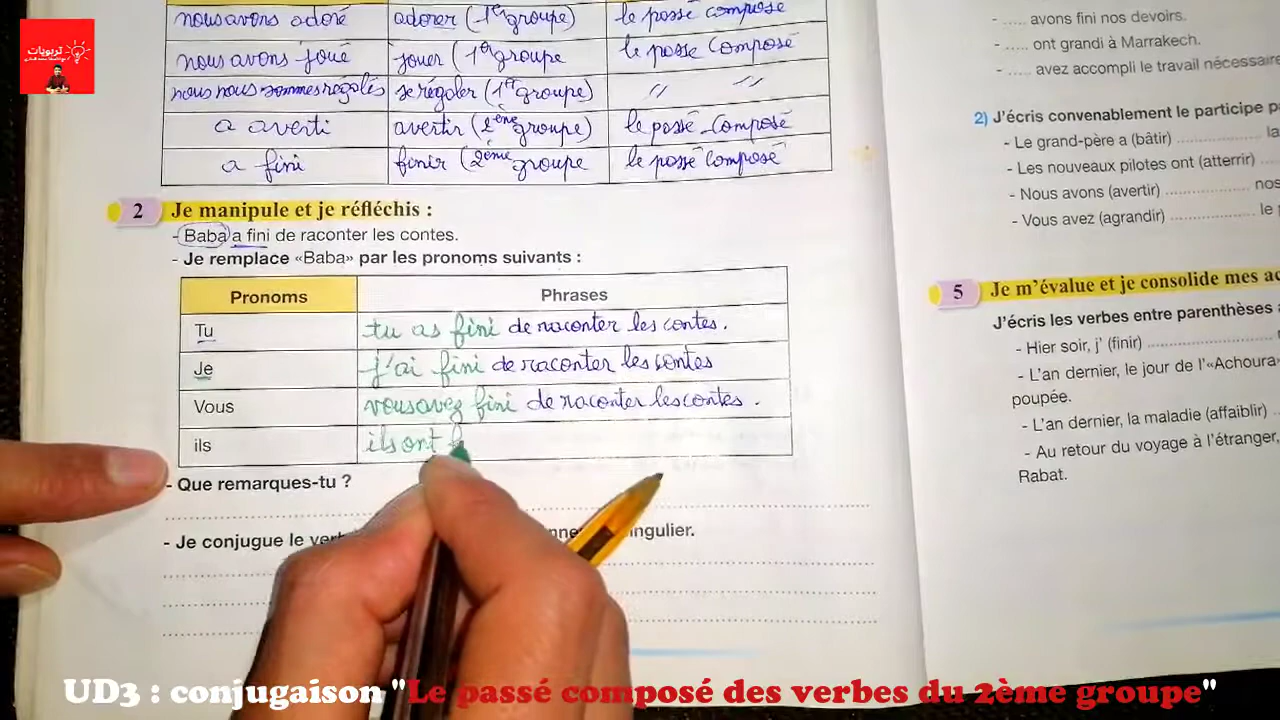 nous avons adoré adorer (1er groupe) le passé composé
nous avons joué jouer (1er groupe le passé composé
nous nous sommes régalés se régaler (1er groupe) " "
a averti avertir (2ème groupe) le passé composé
a fini finir (2ème groupe le passé composé
تربويات
2 Je manipule et je réfléchis :
- Baba a fini de raconter les contes.
- Je remplace «Baba» par les pronoms suivants :
Pronoms Phrases
Tu tu as fini de raconter les contes.
Je j'ai fini de raconter les contes
Vous vous avez fini de raconter les contes.
ils ils ont f
- Que remarques-tu ?
- Je conjugue le singulier.
- ..... avons fini nos devoirs.
- ..... ont grandi à Marrakech.
- ..... avez accompli le travail nécessaire
2) J'écris convenablement le participe p
- Le grand-père a (bâtir) .................. la
- Les nouveaux pilotes ont (atterrir) ....
- Nous avons (avertir) .................. nos
- Vous avez (agrandir) .................. le
5 Je m'évalue et je consolide mes ac
J'écris les verbes entre parenthèses
- Hier soir, j' (finir) ..........................
- L'an dernier, le jour de l'«Achoura
poupée.
- L'an dernier, la maladie (affaiblir) ..
- Au retour du voyage à l'étranger,
Rabat.
UD3 : conjugaison "Le passé composé des verbes du 2ème groupe"